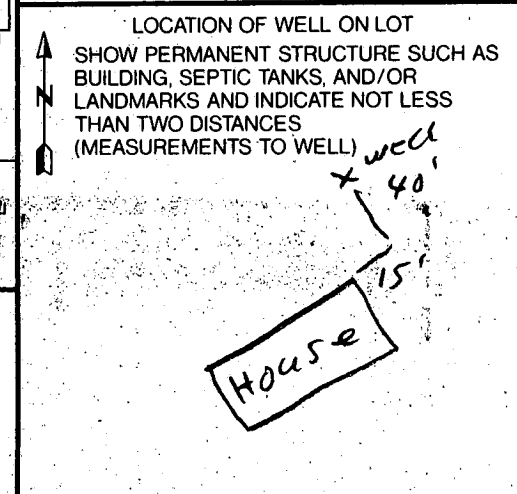 LOCATION OF WELL ON LOT
SHOW PERMANENT STRUCTURE SUCH AS
BUILDING, SEPTIC TANKS, AND/OR
N
LANDMARKS AND INDICATE NOT LESS
THAN TWO DISTANCES
(MEASUREMENTS TO WELL)
x well
40'
15'
House